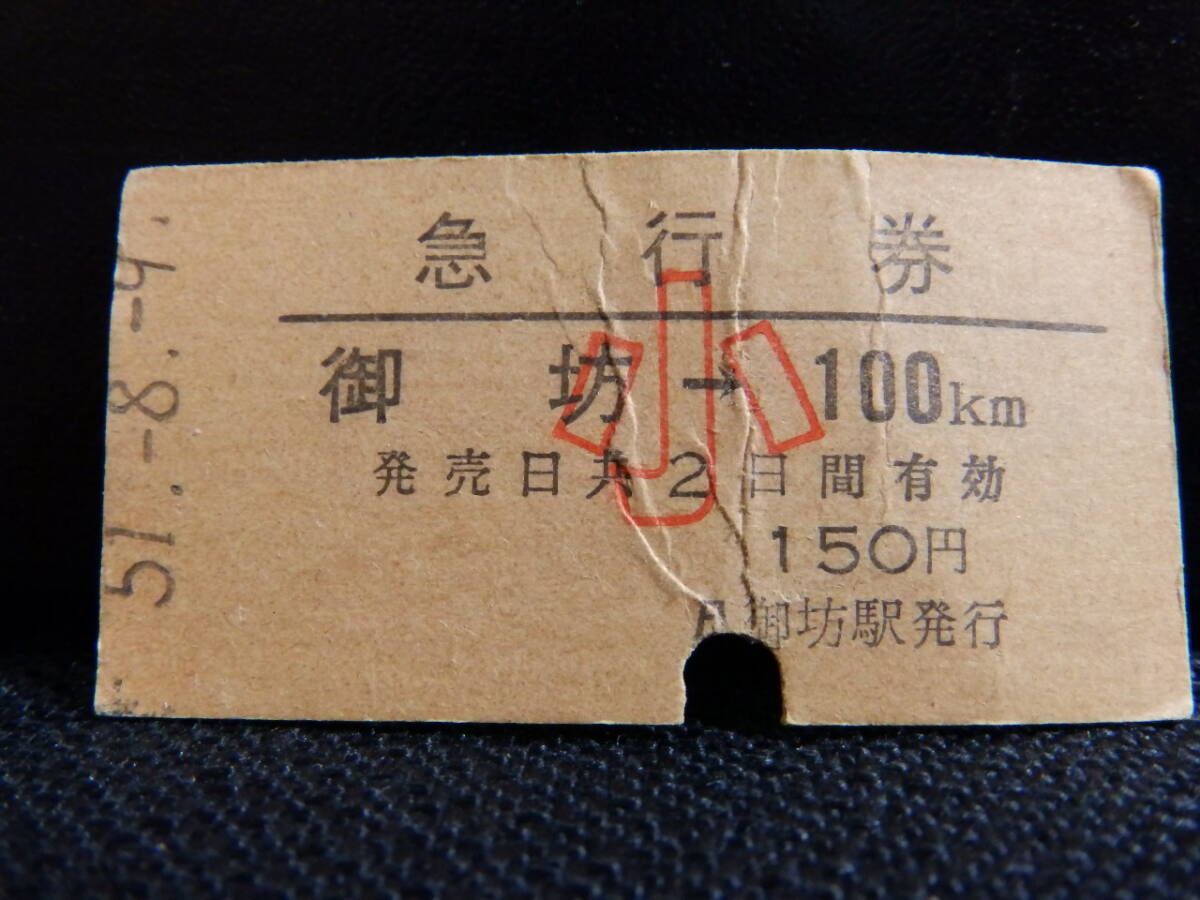 急行券
御坊→100km
発売日共2日間有効
150円
御坊駅発行
小
51.-8.-9.